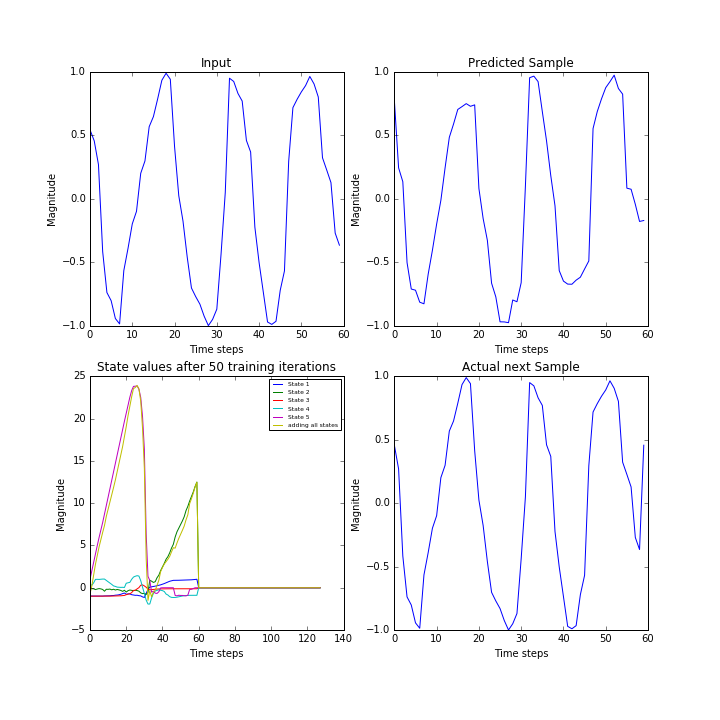 Input
1.0
0.5
0.0
−0.5
−1.0
Magnitude
0 10 20 30 40 50 60
Time steps
Predicted Sample
1.0
0.5
0.0
−0.5
−1.0
Magnitude
0 10 20 30 40 50 60
Time steps
State values after 50 training iterations
25
20
15
10
5
0
−5
Magnitude
State 1
State 2
State 3
State 4
State 5
adding all states
0 20 40 60 80 100 120 140
Time steps
Actual next Sample
1.0
0.5
0.0
−0.5
−1.0
Magnitude
0 10 20 30 40 50 60
Time steps